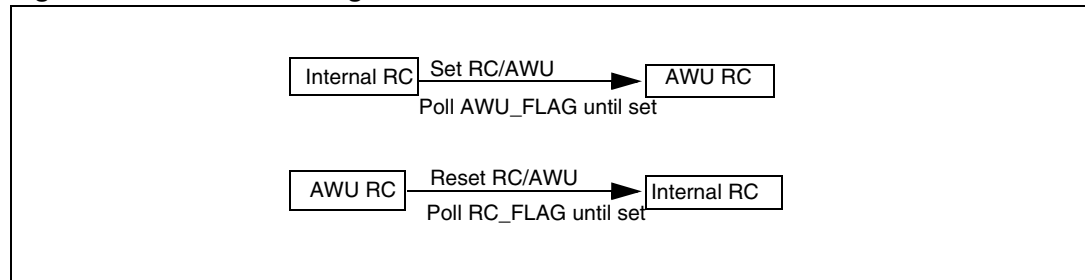 Internal RC Set RC/AWU AWU RC
Poll AWU_FLAG until set
AWU RC Reset RC/AWU Internal RC
Poll RC_FLAG until set